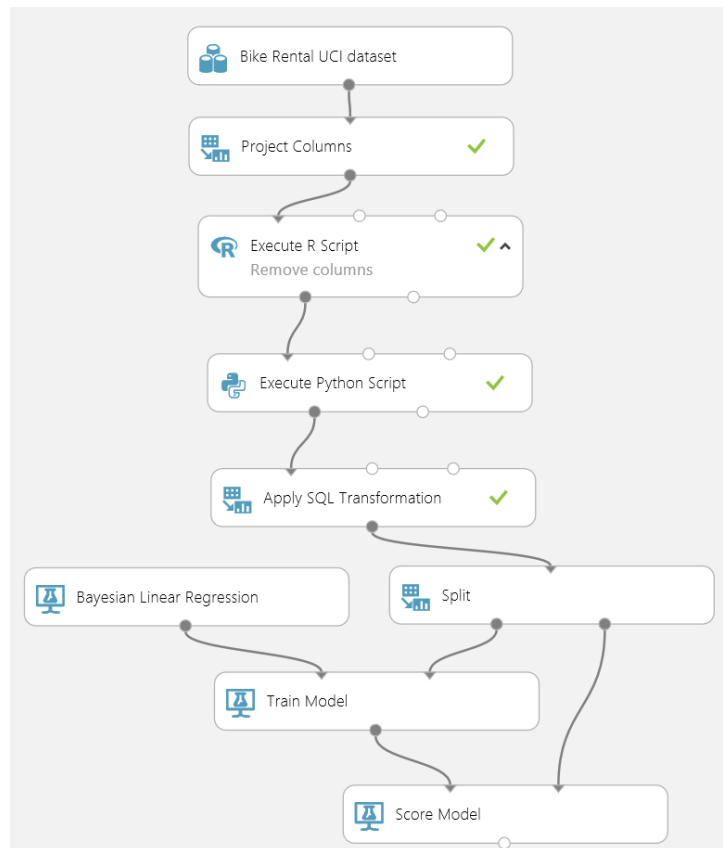 Bike Rental UCI dataset
Project Columns
Execute R Script
Remove columns
Execute Python Script
Apply SQL Transformation
Bayesian Linear Regression
Split
Train Model
Score Model